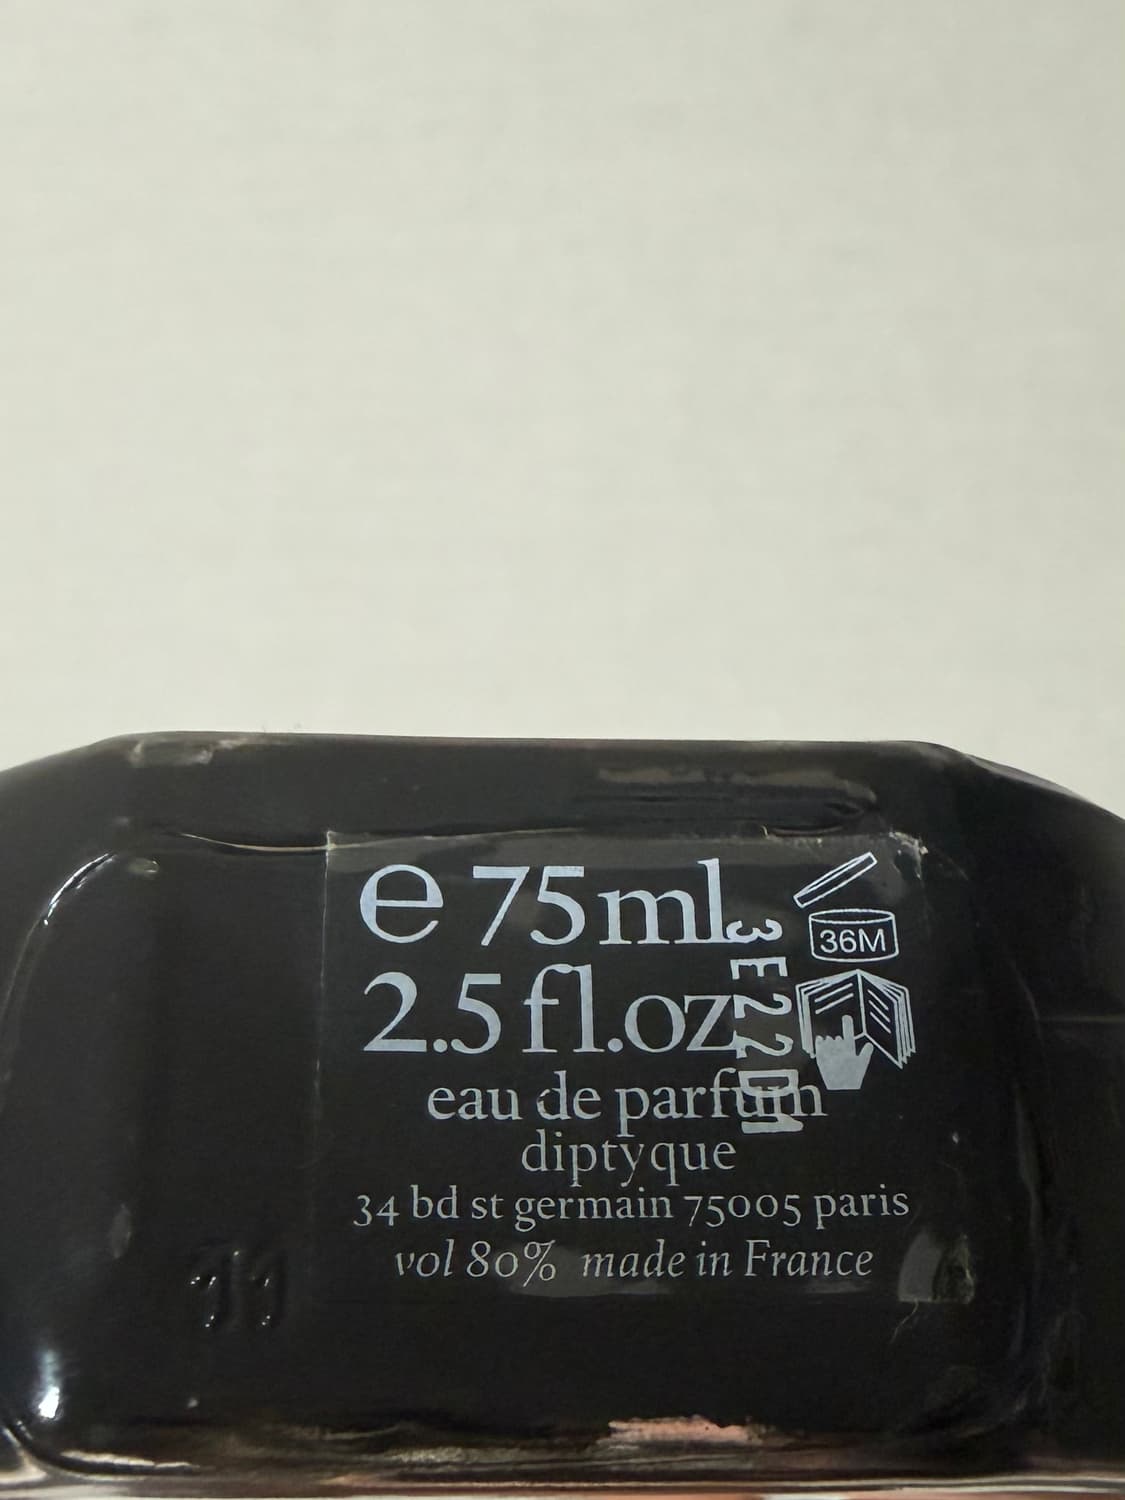 e 75ml
2.5 fl.oz
eau de parfum
diptyque
34 bd st germain 75005 paris
vol 80% made in France
36M
11